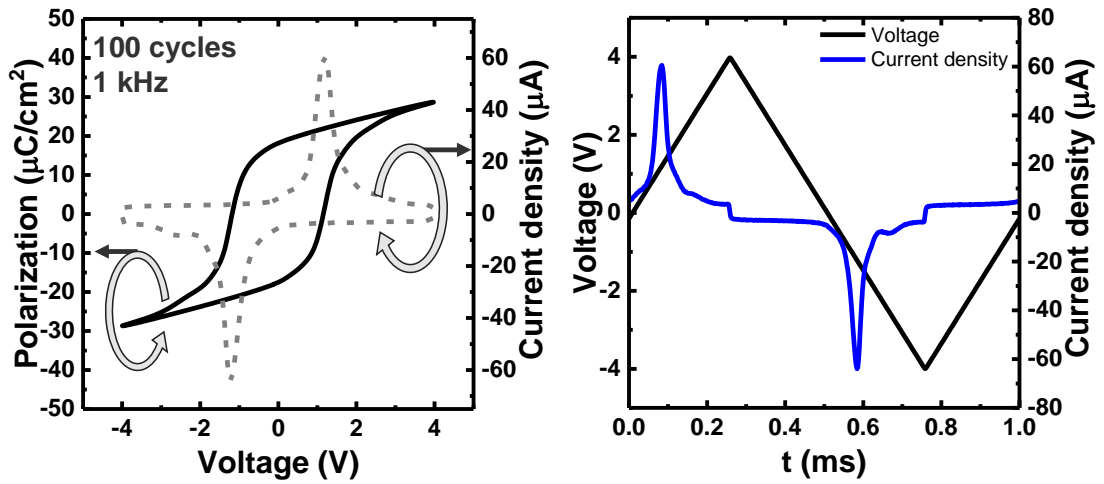 100 cycles
1 kHz
50
40
30
20
10
0
-10
-20
-30
-40
-50
Polarization (μC/cm²)
-4 -2 0 2 4
Voltage (V)
60
40
20
0
-20
-40
-60
Current density (μA)
Voltage
Current density
4
2
0
-2
-4
Voltage (V)
0.0 0.2 0.4 0.6 0.8 1.0
t (ms)
80
60
40
20
0
-20
-40
-60
-80
Current density (μA)